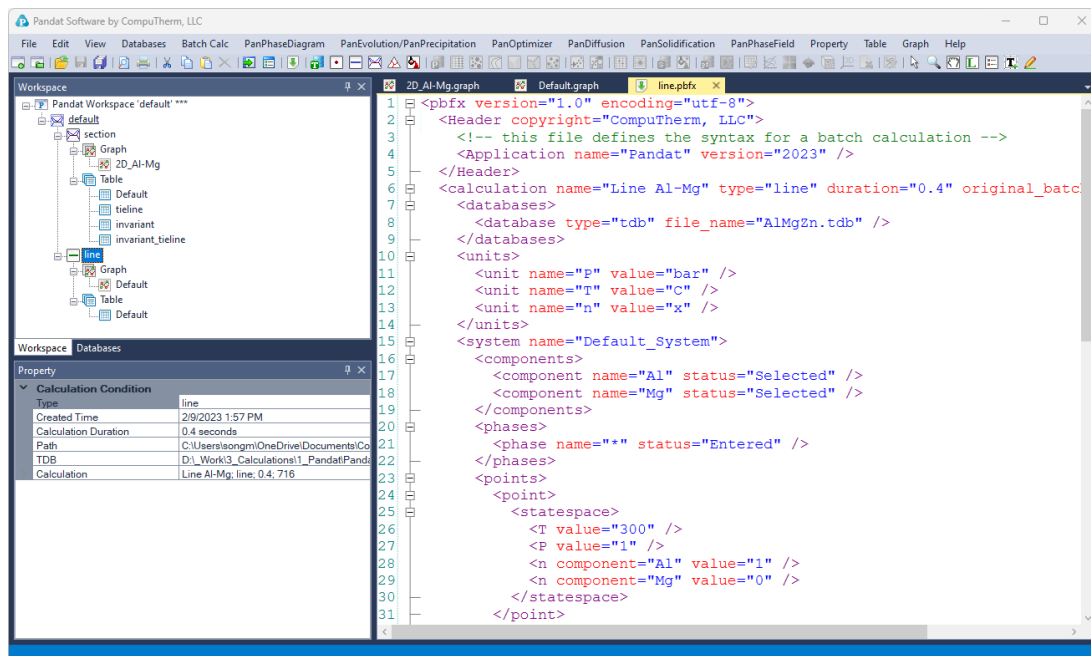 Pandat Software by CompuTherm, LLC
File Edit View Databases Batch Calc PanPhaseDiagram PanEvolution/PanPrecipitation PanOptimizer PanDiffusion PanSolidification PanPhaseField Property Table Graph Help
Workspace
Pandat Workspace 'default' ***
default
section
Graph
2D_Al-Mg
Table
Default
tieline
invariant
invariant_tieline
line
Graph
Default
Table
Default
Workspace Databases
Property
Calculation Condition
Type line
Created Time 2/9/2023 1:57 PM
Calculation Duration 0.4 seconds
Path C:\Users\songm\OneDrive\Documents\Co
TDB D:\_Work\3_Calculations\1_Pandat\Panda
Calculation Line Al-Mg; line; 0.4; 716
2D_Al-Mg.graph Default.graph line.pbfx
1 <pbfx version="1.0" encoding="utf-8">
2 <Header copyright="CompuTherm, LLC">
3 <!-- this file defines the syntax for a batch calculation -->
4 <Application name="Pandat" version="2023" />
5 </Header>
6 <calculation name="Line Al-Mg" type="line" duration="0.4" original_batc
7 <databases>
8 <database type="tdb" file_name="AlMgZn.tdb" />
9 </databases>
10 <units>
11 <unit name="P" value="bar" />
12 <unit name="T" value="C" />
13 <unit name="n" value="x" />
14 </units>
15 <system name="Default_System">
16 <components>
17 <component name="Al" status="Selected" />
18 <component name="Mg" status="Selected" />
19 </components>
20 <phases>
21 <phase name="*" status="Entered" />
22 </phases>
23 <points>
24 <point>
25 <statespace>
26 <T value="300" />
27 <P value="1" />
28 <n component="Al" value="1" />
29 <n component="Mg" value="0" />
30 </statespace>
31 </point>